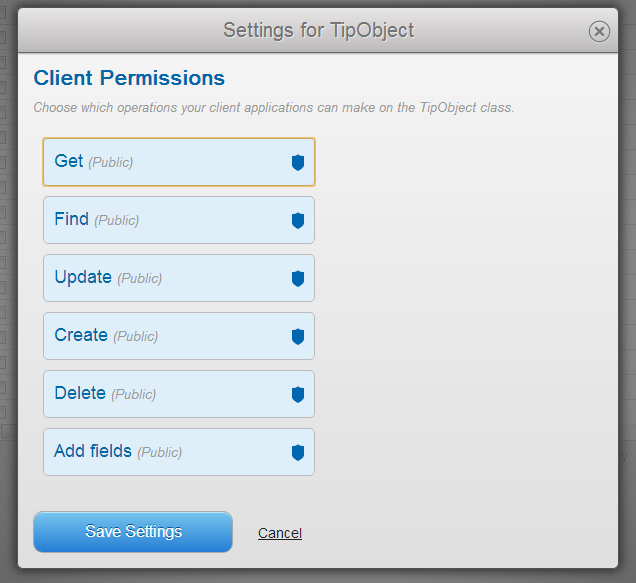 Settings for TipObject
Client Permissions
Choose which operations your client applications can make on the TipObject class.
Get (Public)
Find (Public)
Update (Public)
Create (Public)
Delete (Public)
Add fields (Public)
Save Settings Cancel